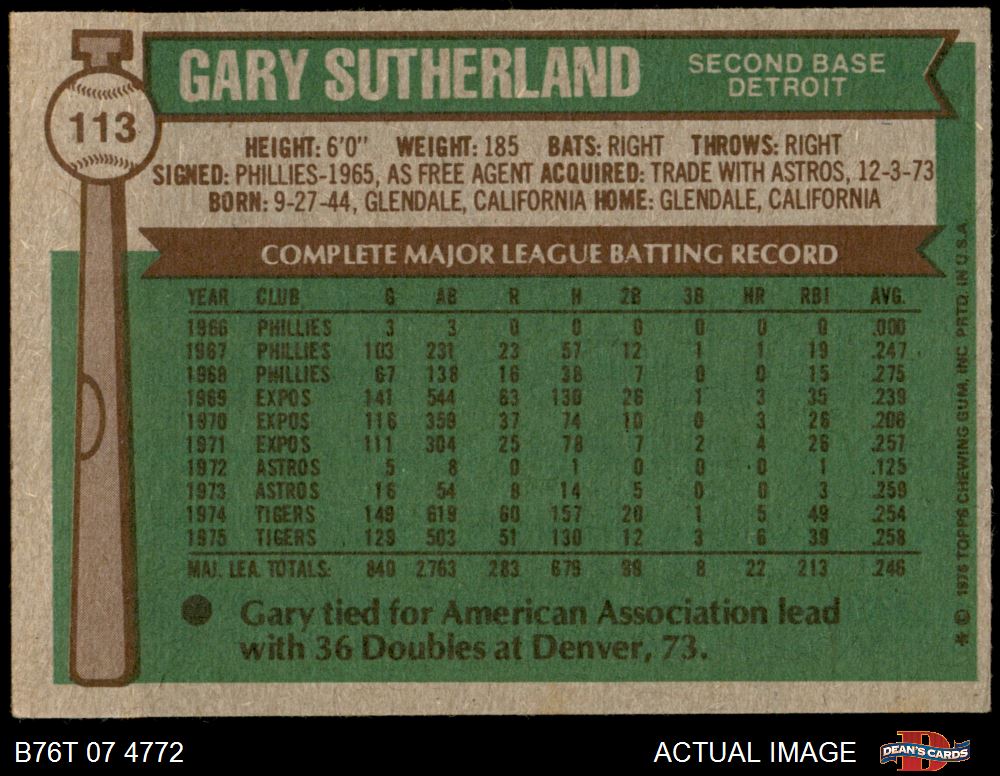 113
GARY SUTHERLAND
SECOND BASE
DETROIT
HEIGHT: 6'0" WEIGHT: 185 BATS: RIGHT THROWS: RIGHT
SIGNED: PHILLIES-1965, AS FREE AGENT ACQUIRED: TRADE WITH ASTROS, 12-3-73
BORN: 9-27-44, GLENDALE, CALIFORNIA HOME: GLENDALE, CALIFORNIA
COMPLETE MAJOR LEAGUE BATTING RECORD
YEAR CLUB G AB R H 2B 3B HR RBI AVG.
1966 PHILLIES 3 3 0 0 0 0 0 0 .000
1967 PHILLIES 103 231 23 57 12 1 1 19 .247
1968 PHILLIES 67 138 16 38 7 0 0 15 .275
1969 EXPOS 141 544 63 130 26 1 3 35 .239
1970 EXPOS 116 359 37 74 10 0 3 26 .206
1971 EXPOS 111 304 25 78 7 2 4 26 .257
1972 ASTROS 5 8 0 1 0 0 0 1 .125
1973 ASTROS 16 54 8 14 5 0 0 3 .259
1974 TIGERS 149 619 60 157 20 1 5 49 .254
1975 TIGERS 129 503 51 130 12 3 6 39 .258
MAJ. LEA. TOTALS: 840 2,763 283 679 99 8 22 213 .246
Gary tied for American Association lead
with 36 Doubles at Denver, 73.
* © 1976 TOPPS CHEWING GUM, INC. PRTD. IN U.S.A.
B76T 07 4772
ACTUAL IMAGE
D
DEAN'S CARDS